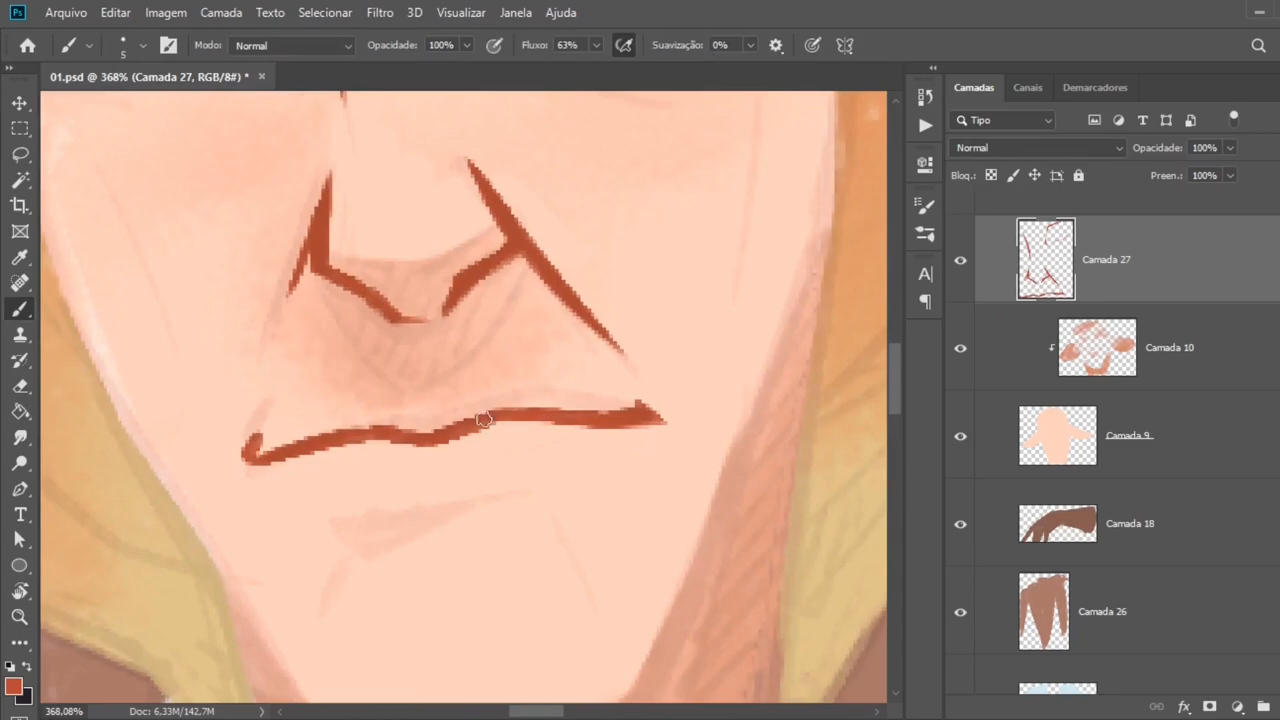 Ps Arquivo Editar Imagem Camada Texto Selecionar Filtro 3D Visualizar Janela Ajuda
5 Modo: Normal Opacidade: 100% Fluxo: 63% Suavização: 0%
01.psd @ 368% (Camada 27, RGB/8#) * ×
Camadas Canais Demarcadores
Tipo
Normal Opacidade: 100%
Bloq.: Preen.: 100%
Camada 27
Camada 10
Camada 9
Camada 18
Camada 26
368,08% Doc: 6,33M/142,7M